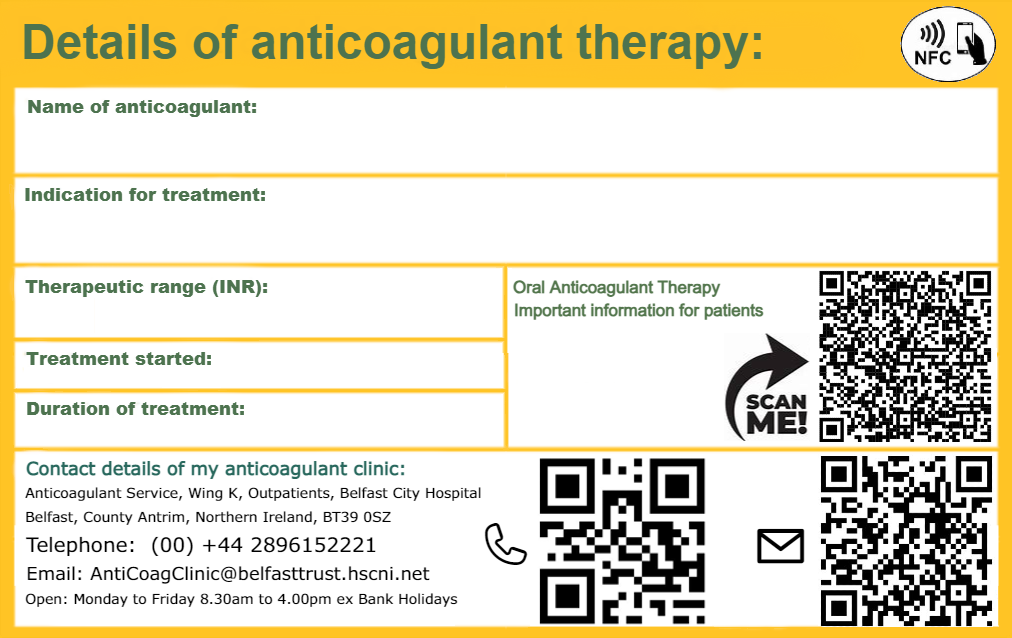 Details of anticoagulant therapy:
NFC
Name of anticoagulant:
Indication for treatment:
Therapeutic range (INR):
Treatment started:
Duration of treatment:
Oral Anticoagulant Therapy
Important information for patients
SCAN
ME!
Contact details of my anticoagulant clinic:
Anticoagulant Service, Wing K, Outpatients, Belfast City Hospital
Belfast, County Antrim, Northern Ireland, BT39 0SZ
Telephone: (00) +44 2896152221
Email: AntiCoagClinic@belfasttrust.hscni.net
Open: Monday to Friday 8.30am to 4.00pm ex Bank Holidays